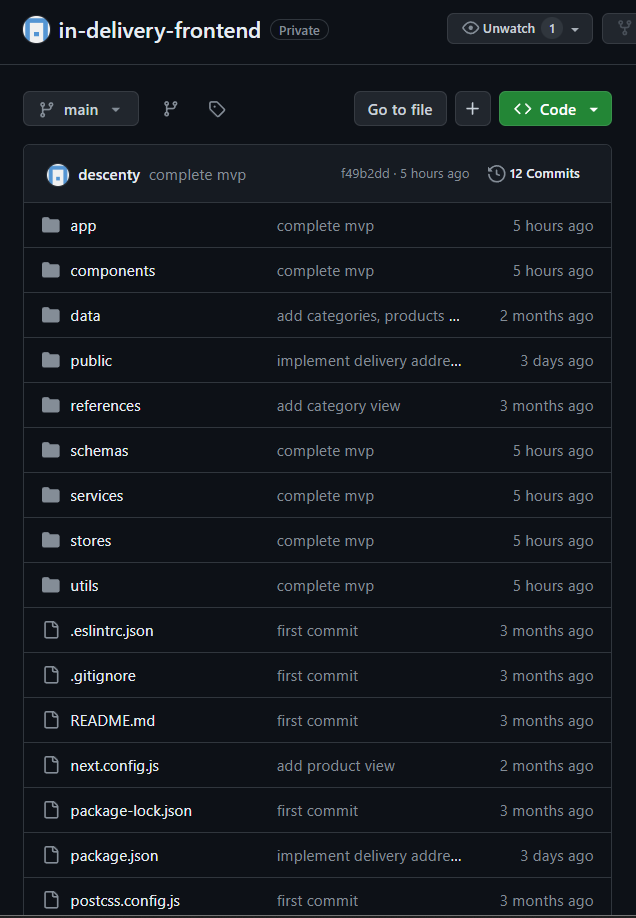 in-delivery-frontend Private Unwatch 1
main Go to file + Code
descenty complete mvp f49b2dd · 5 hours ago 12 Commits
app complete mvp 5 hours ago
components complete mvp 5 hours ago
data add categories, products ... 2 months ago
public implement delivery addre... 3 days ago
references add category view 3 months ago
schemas complete mvp 5 hours ago
services complete mvp 5 hours ago
stores complete mvp 5 hours ago
utils complete mvp 5 hours ago
.eslintrc.json first commit 3 months ago
.gitignore first commit 3 months ago
README.md first commit 3 months ago
next.config.js add product view 2 months ago
package-lock.json first commit 3 months ago
package.json implement delivery addre... 3 days ago
postcss.config.js first commit 3 months ago